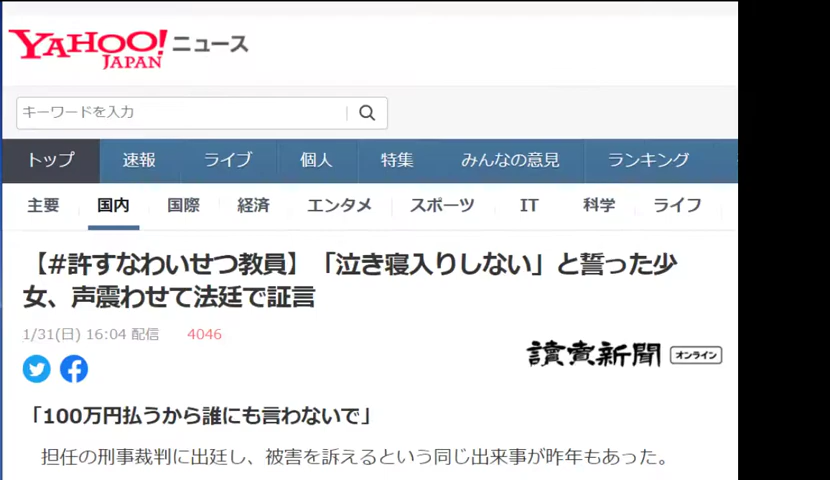 YAHOO! ニュース
JAPAN
キーワードを入力
トップ 速報 ライブ 個人 特集 みんなの意見 ランキング
主要 国内 国際 経済 エンタメ スポーツ IT 科学 ライフ
【#許すなわいせつ教員】「泣き寝入りしない」と誓った少
女、声震わせて法廷で証言
1/31(日) 16:04 配信 4046
讀賣新聞 オンライン
「100万円払うから誰にも言わないで」
担任の刑事裁判に出廷し、被害を訴えるという同じ出来事が昨年もあった。